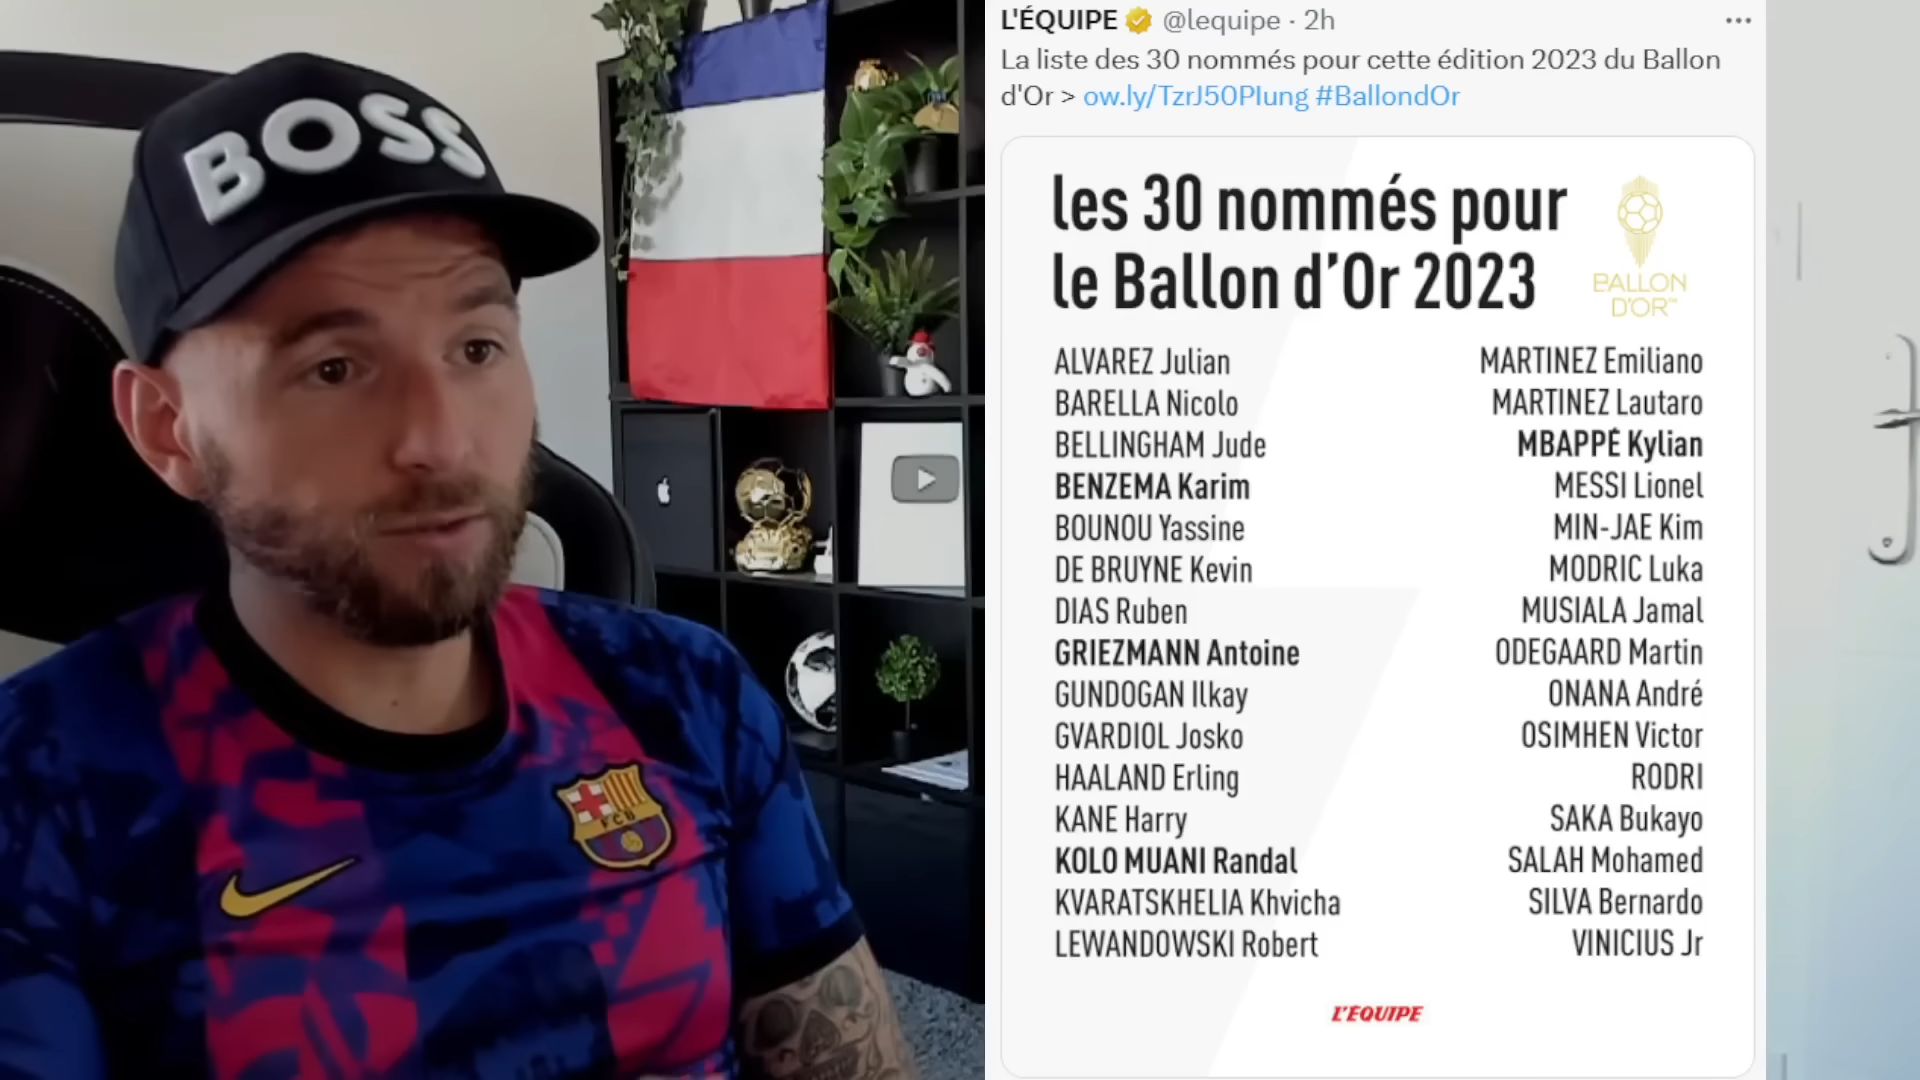 BOSS
FCB
L'ÉQUIPE @lequipe · 2h
La liste des 30 nommés pour cette édition 2023 du Ballon
d'Or > ow.ly/TzrJ50PIung #BallondOr
les 30 nommés pour
le Ballon d'Or 2023
BALLON
D'OR™
ALVAREZ Julian
BARELLA Nicolo
BELLINGHAM Jude
BENZEMA Karim
BOUNOU Yassine
DE BRUYNE Kevin
DIAS Ruben
GRIEZMANN Antoine
GUNDOGAN Ilkay
GVARDIOL Josko
HAALAND Erling
KANE Harry
KOLO MUANI Randal
KVARATSKHELIA Khvicha
LEWANDOWSKI Robert
MARTINEZ Emiliano
MARTINEZ Lautaro
MBAPPÉ Kylian
MESSI Lionel
MIN-JAE Kim
MODRIC Luka
MUSIALA Jamal
ODEGAARD Martin
ONANA André
OSIMHEN Victor
RODRI
SAKA Bukayo
SALAH Mohamed
SILVA Bernardo
VINICIUS Jr
L'ÉQUIPE